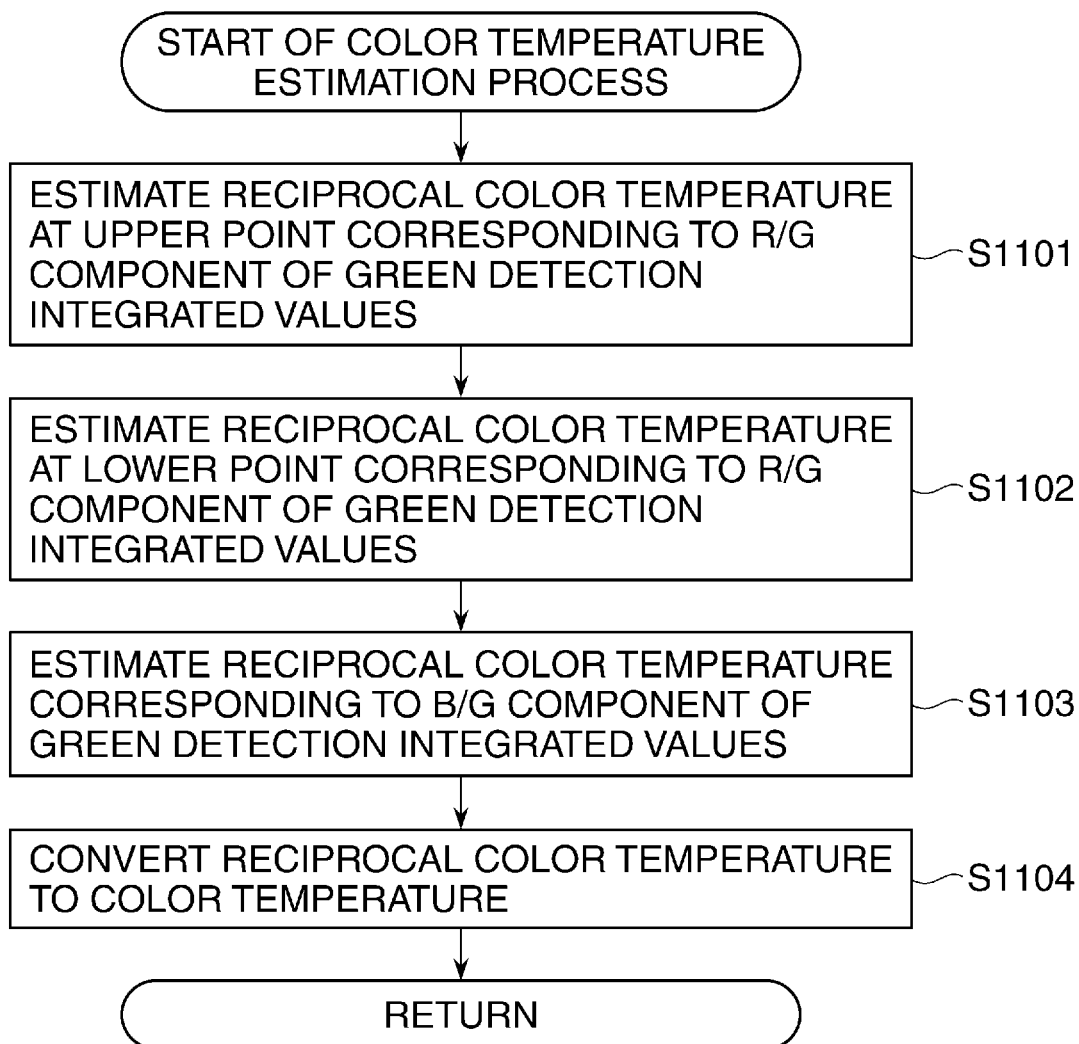 START OF COLOR TEMPERATURE
ESTIMATION PROCESS
ESTIMATE RECIPROCAL COLOR TEMPERATURE
AT UPPER POINT CORRESPONDING TO R/G
COMPONENT OF GREEN DETECTION
INTEGRATED VALUES
S1101
ESTIMATE RECIPROCAL COLOR TEMPERATURE
AT LOWER POINT CORRESPONDING TO R/G
COMPONENT OF GREEN DETECTION
INTEGRATED VALUES
S1102
ESTIMATE RECIPROCAL COLOR TEMPERATURE
CORRESPONDING TO B/G COMPONENT OF
GREEN DETECTION INTEGRATED VALUES
S1103
CONVERT RECIPROCAL COLOR TEMPERATURE
TO COLOR TEMPERATURE
S1104
RETURN